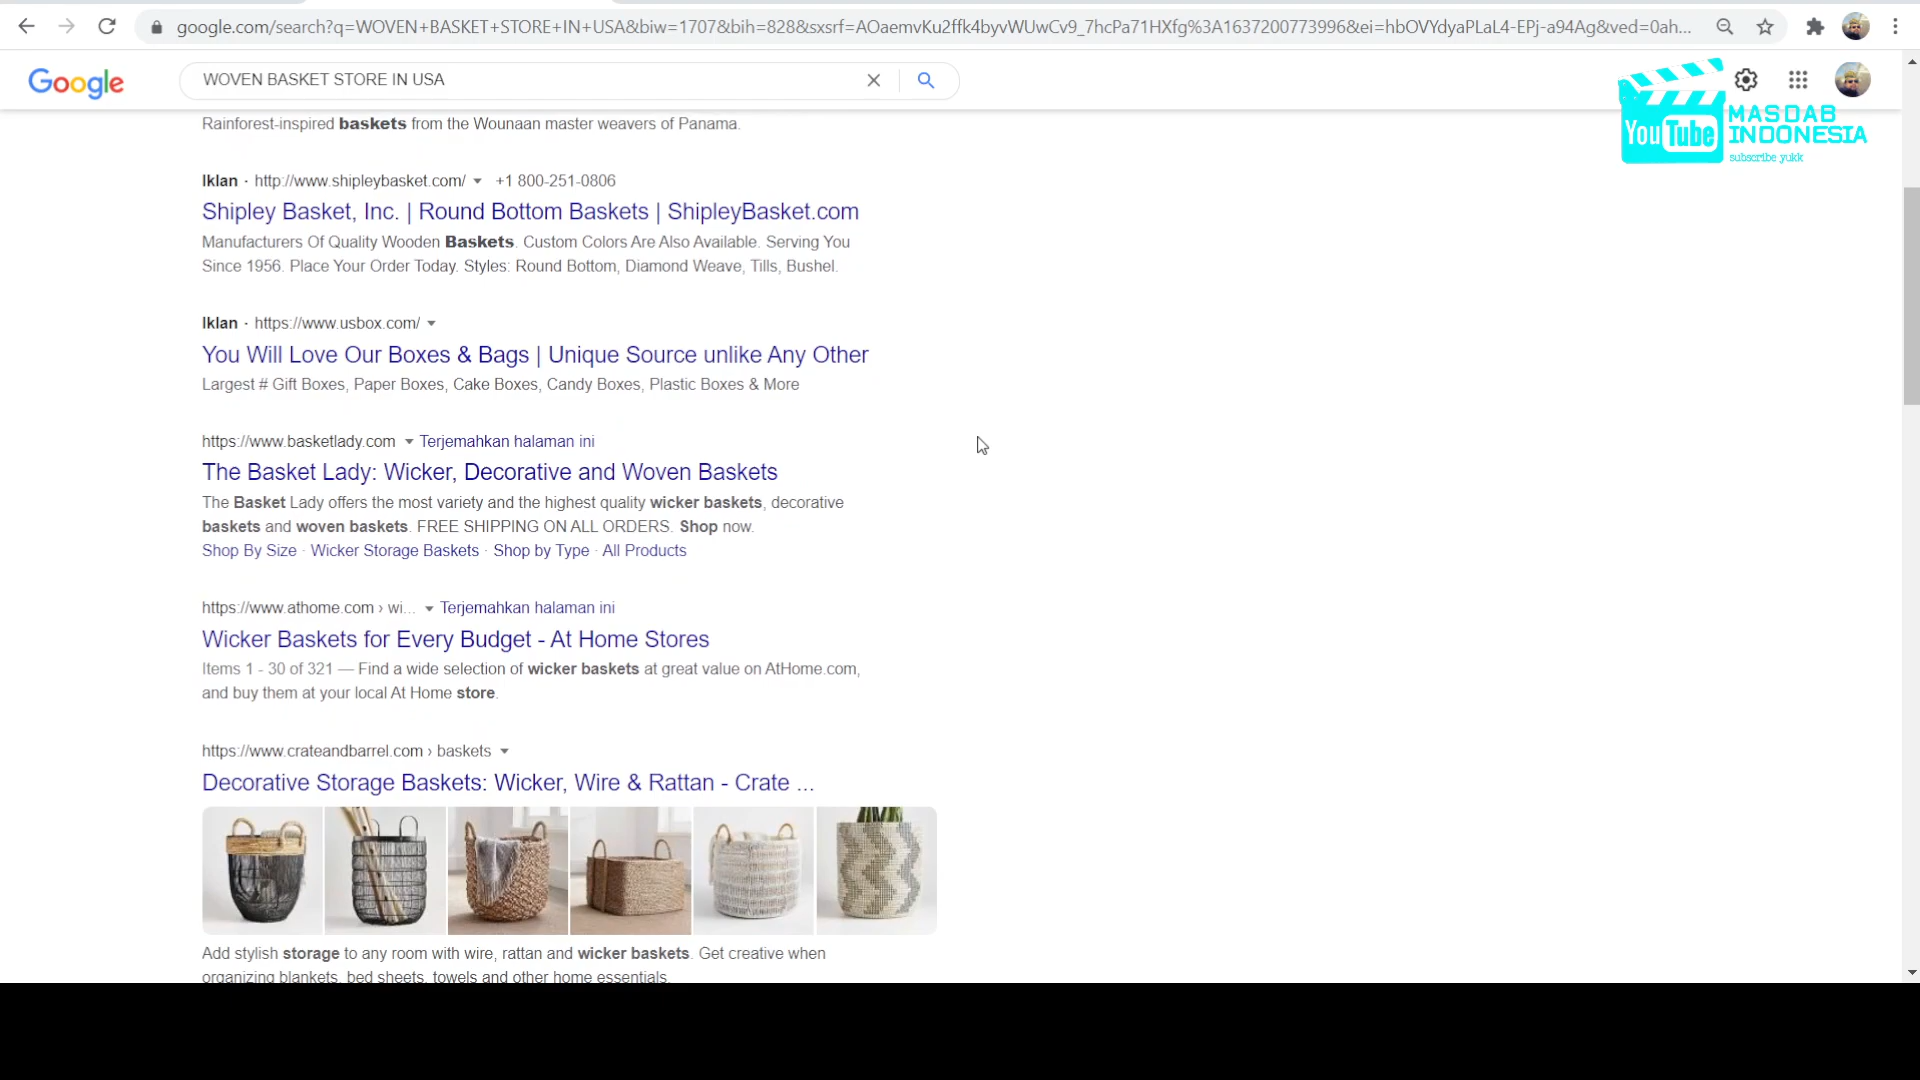 google.com/search?q=WOVEN+BASKET+STORE+IN+USA&biw=1707&bih=828&sxsrf=AOaemvKu2ffk4byvWUwCv9_7hcPa71HXfg%3A1637200773996&ei=hbOVYdyaPLaL4-EPj-a94Ag&ved=0ah...
Google
WOVEN BASKET STORE IN USA
YouTube
MASDAB
INDONESIA
subscribe yukk
Rainforest-inspired baskets from the Wounaan master weavers of Panama.
Iklan · http://www.shipleybasket.com/ +1 800-251-0806
Shipley Basket, Inc. | Round Bottom Baskets | ShipleyBasket.com
Manufacturers Of Quality Wooden Baskets. Custom Colors Are Also Available. Serving You
Since 1956. Place Your Order Today. Styles: Round Bottom, Diamond Weave, Tills, Bushel.
Iklan · https://www.usbox.com/
You Will Love Our Boxes & Bags | Unique Source unlike Any Other
Largest # Gift Boxes, Paper Boxes, Cake Boxes, Candy Boxes, Plastic Boxes & More
https://www.basketlady.com Terjemahkan halaman ini
The Basket Lady: Wicker, Decorative and Woven Baskets
The Basket Lady offers the most variety and the highest quality wicker baskets, decorative
baskets and woven baskets. FREE SHIPPING ON ALL ORDERS. Shop now.
Shop By Size · Wicker Storage Baskets · Shop by Type · All Products
https://www.athome.com › wi... Terjemahkan halaman ini
Wicker Baskets for Every Budget - At Home Stores
Items 1 - 30 of 321 — Find a wide selection of wicker baskets at great value on AtHome.com,
and buy them at your local At Home store.
https://www.crateandbarrel.com › baskets
Decorative Storage Baskets: Wicker, Wire & Rattan - Crate ...
Add stylish storage to any room with wire, rattan and wicker baskets. Get creative when
organizing blankets, bed sheets, towels and other home essentials.